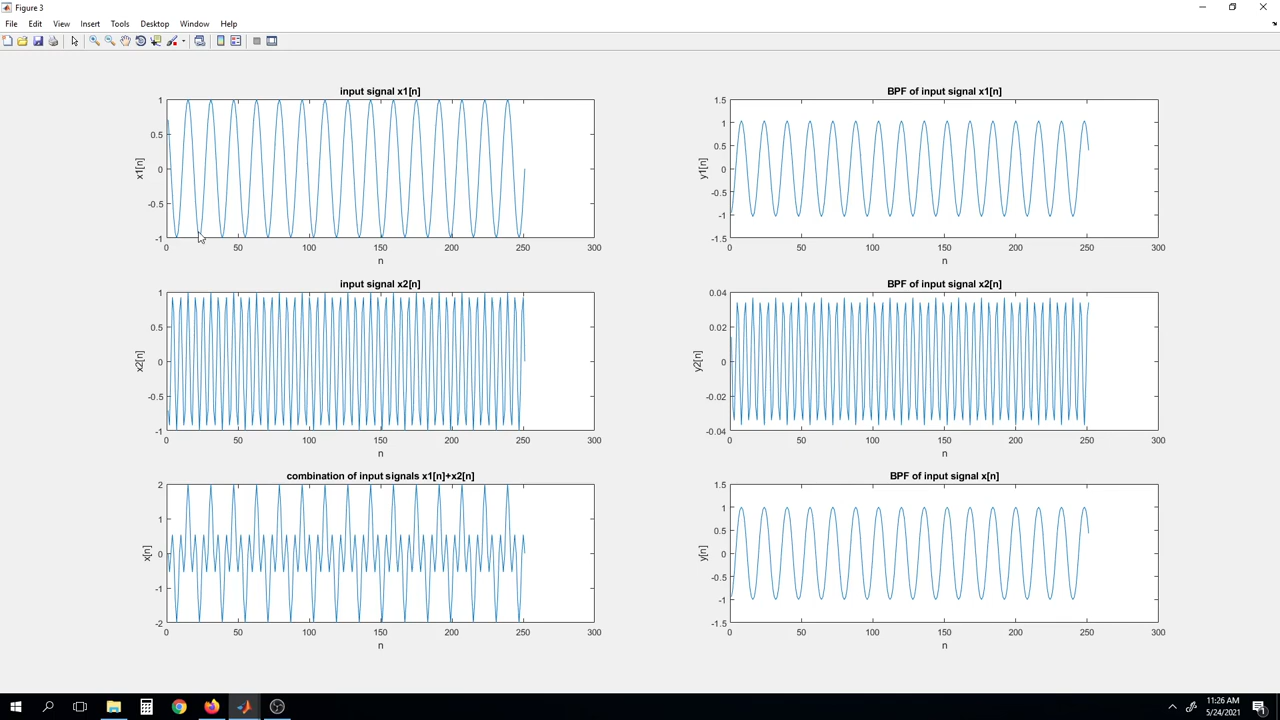 Figure 3
File Edit View Insert Tools Desktop Window Help
input signal x1[n]
x1[n]
1
0.5
0
-0.5
-1
0 50 100 150 200 250 300
n
BPF of input signal x1[n]
y1[n]
1.5
1
0.5
0
-0.5
-1
-1.5
0 50 100 150 200 250 300
n
input signal x2[n]
x2[n]
1
0.5
0
-0.5
-1
0 50 100 150 200 250 300
n
BPF of input signal x2[n]
y2[n]
0.04
0.02
0
-0.02
-0.04
0 50 100 150 200 250 300
n
combination of input signals x1[n]+x2[n]
x[n]
2
1
0
-1
-2
0 50 100 150 200 250 300
n
BPF of input signal x[n]
y[n]
1.5
1
0.5
0
-0.5
-1
-1.5
0 50 100 150 200 250 300
n
11:26 AM
5/24/2021
1